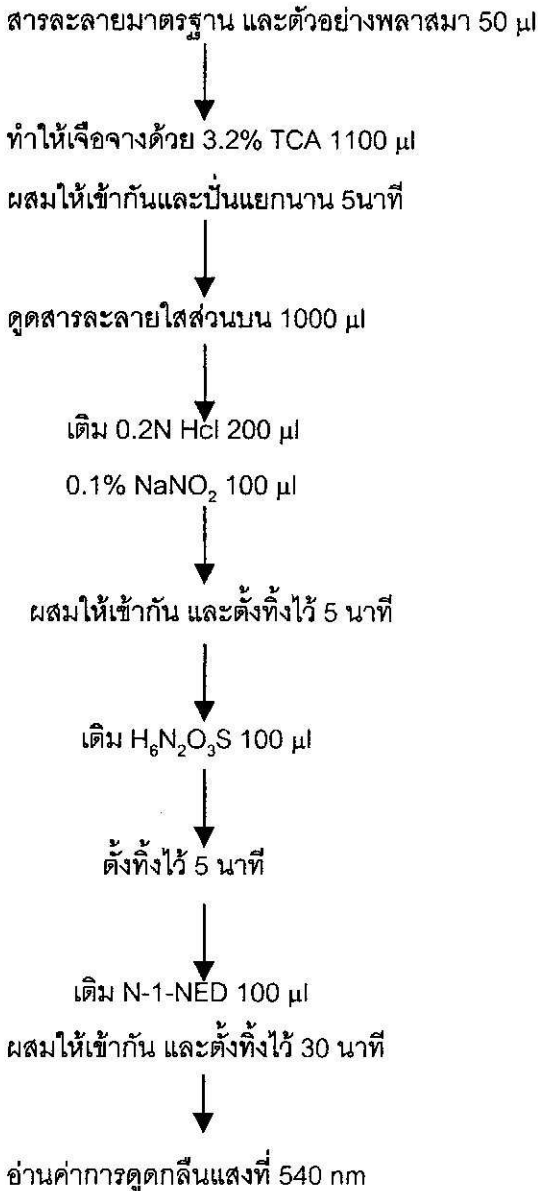 สารละลายมาตรฐาน และตัวอย่างพลาสมา 50 µl
ทำให้เจือจางด้วย 3.2% TCA 1100 µl
ผสมให้เข้ากันและปั่นแยกนาน 5นาที
ดูดสารละลายใสส่วนบน 1000 µl
เติม 0.2N Hcl 200 µl
0.1% NaNO₂ 100 µl
ผสมให้เข้ากัน และตั้งทิ้งไว้ 5 นาที
เติม H₆N₂O₃S 100 µl
ตั้งทิ้งไว้ 5 นาที
เติม N-1-NED 100 µl
ผสมให้เข้ากัน และตั้งทิ้งไว้ 30 นาที
อ่านค่าการดูดกลืนแสงที่ 540 nm